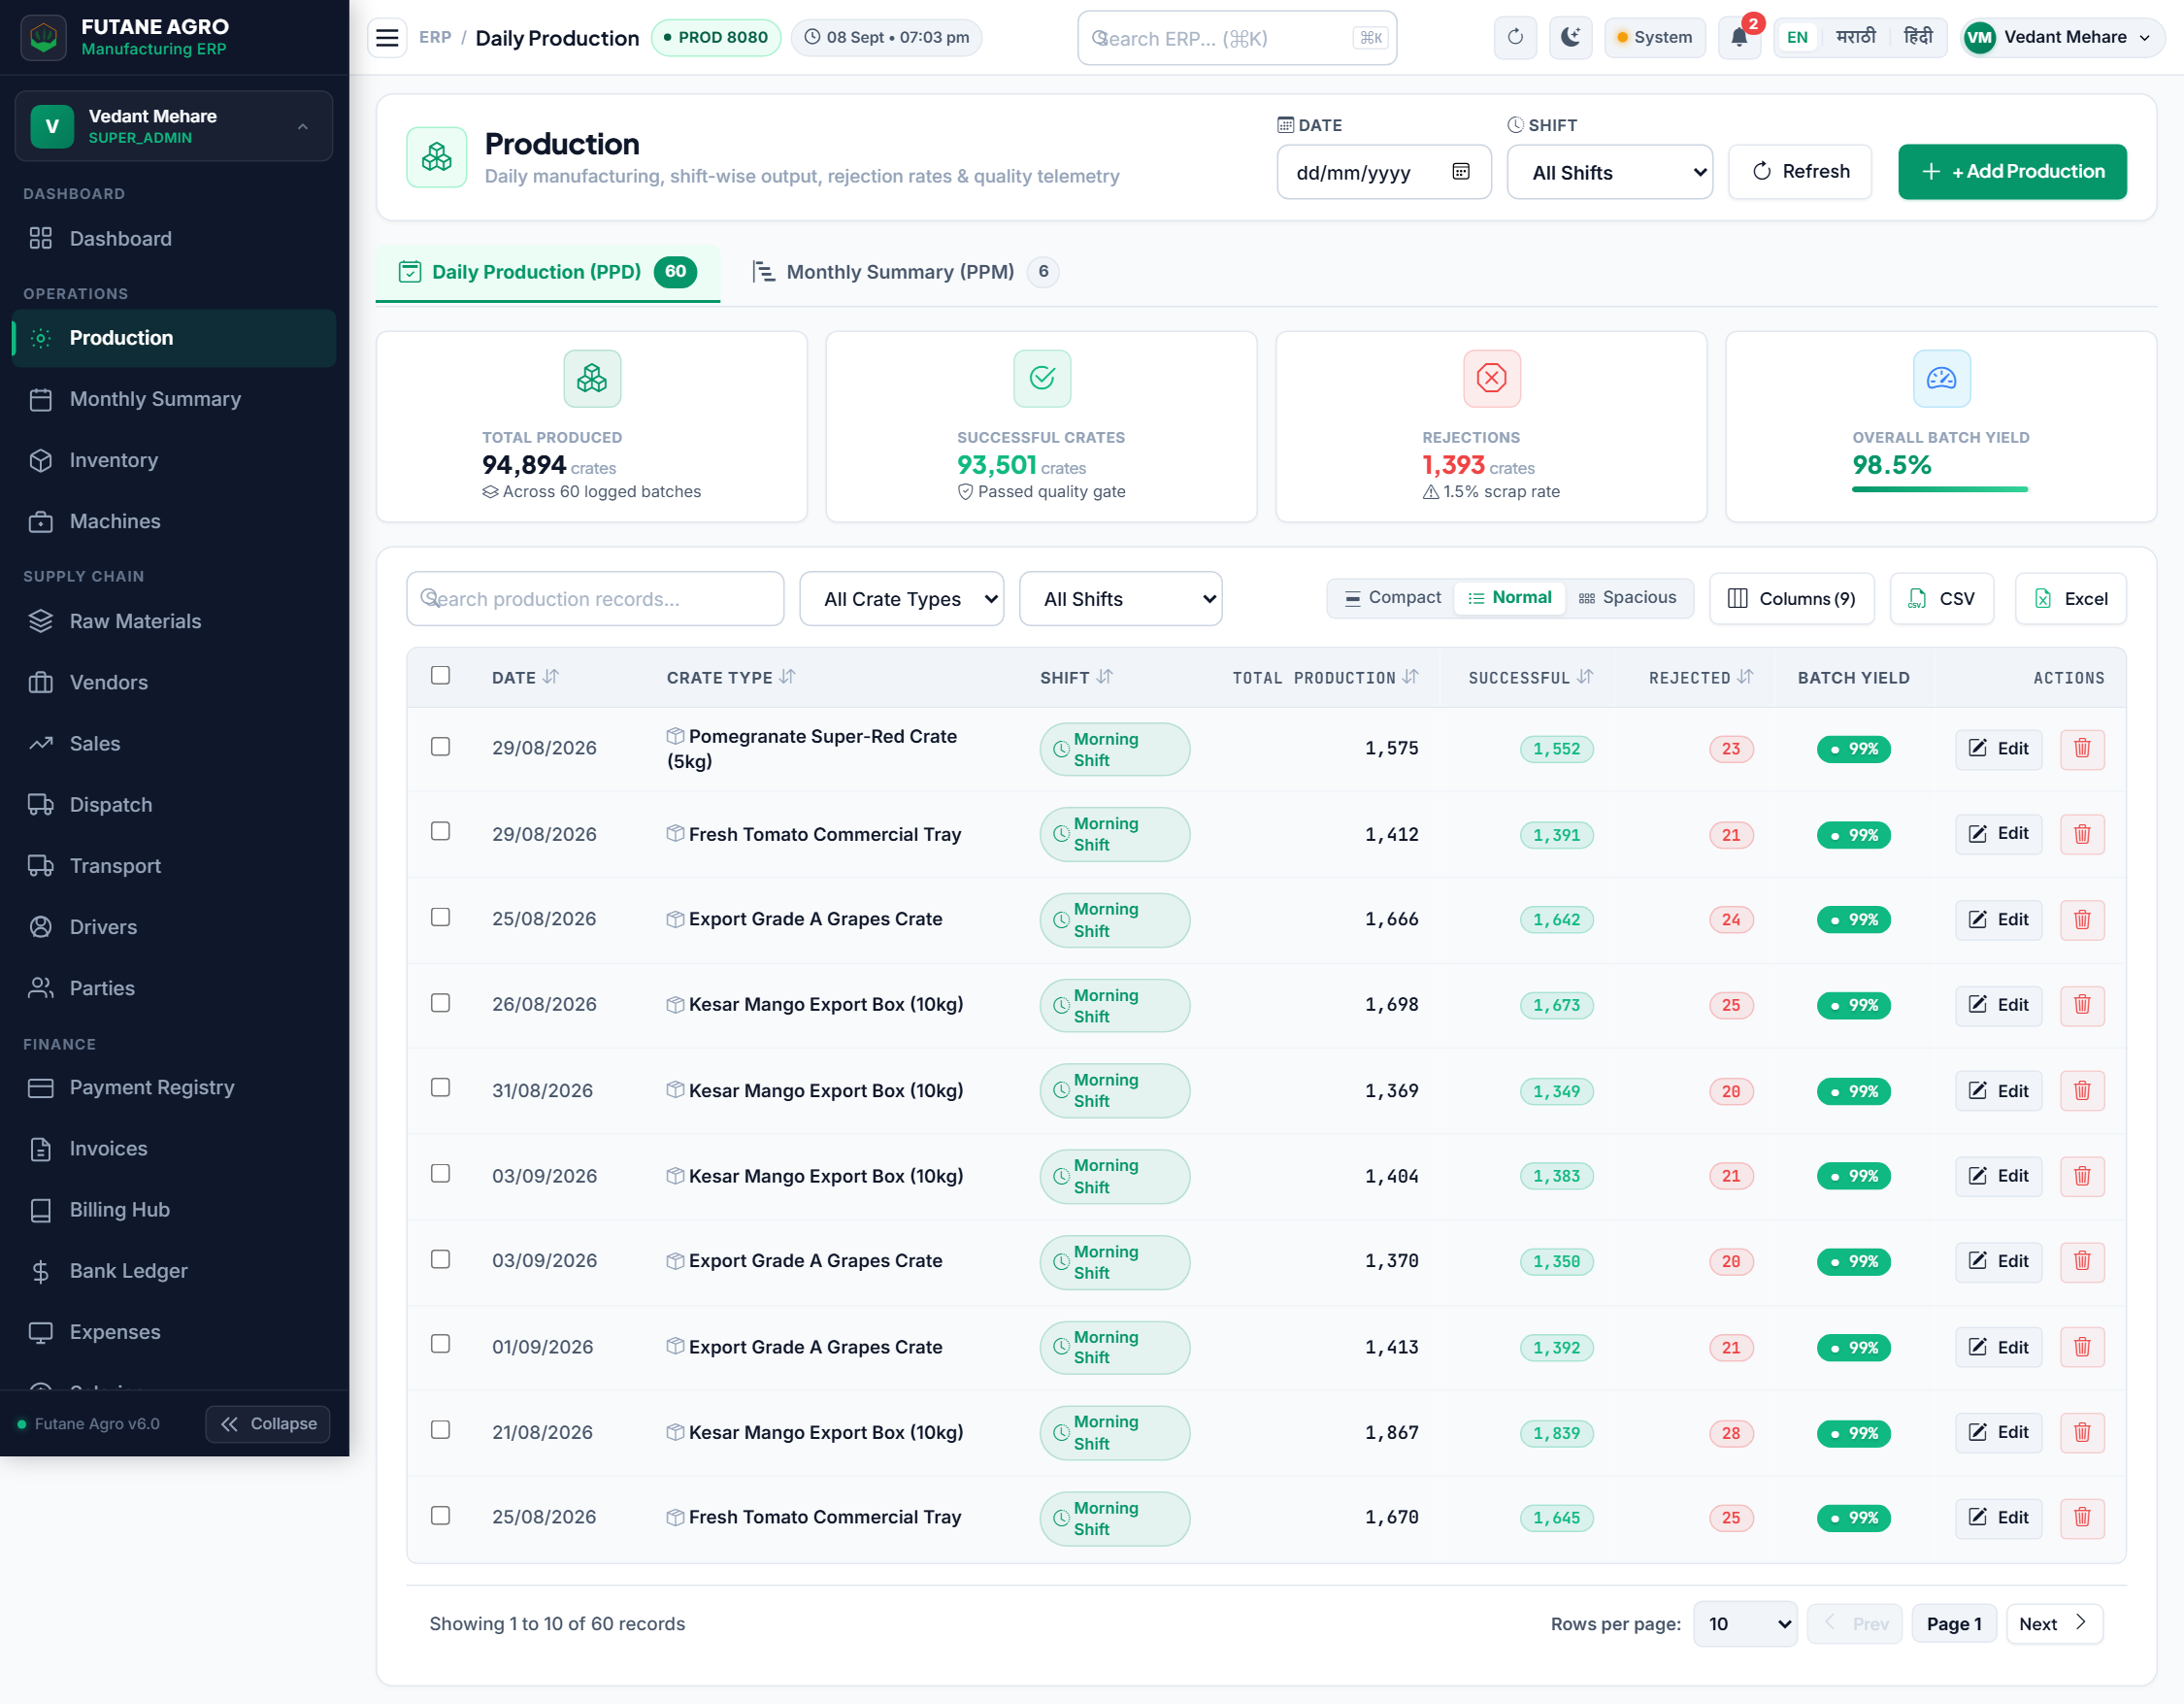 FUTANE AGRO
Manufacturing ERP
Vedant Mehare
SUPER_ADMIN
V
DASHBOARD
Dashboard
OPERATIONS
Production
Monthly Summary
Inventory
Machines
SUPPLY CHAIN
Raw Materials
Vendors
Sales
Dispatch
Transport
Drivers
Parties
FINANCE
Payment Registry
Invoices
Billing Hub
Bank Ledger
Expenses
Futane Agro v6.0
Collapse
ERP / Daily Production
PROD 8080
08 Sept • 07:03 pm
Search ERP... (⌘K)
⌘K
System
2
EN
मराठी
हिंदी
VM
Vedant Mehare
Production
Daily manufacturing, shift-wise output, rejection rates & quality telemetry
DATE
dd/mm/yyyy
SHIFT
All Shifts
Refresh
+ Add Production
Daily Production (PPD) 60
Monthly Summary (PPM) 6
TOTAL PRODUCED
94,894 crates
Across 60 logged batches
SUCCESSFUL CRATES
93,501 crates
Passed quality gate
REJECTIONS
1,393 crates
1.5% scrap rate
OVERALL BATCH YIELD
98.5%
Search production records...
All Crate Types
All Shifts
Compact
Normal
Spacious
Columns (9)
CSV
Excel
DATE CRATE TYPE SHIFT TOTAL PRODUCTION SUCCESSFUL REJECTED BATCH YIELD ACTIONS
29/08/2026 Pomegranate Super-Red Crate (5kg) Morning Shift 1,575 1,552 23 99% Edit
29/08/2026 Fresh Tomato Commercial Tray Morning Shift 1,412 1,391 21 99% Edit
25/08/2026 Export Grade A Grapes Crate Morning Shift 1,666 1,642 24 99% Edit
26/08/2026 Kesar Mango Export Box (10kg) Morning Shift 1,698 1,673 25 99% Edit
31/08/2026 Kesar Mango Export Box (10kg) Morning Shift 1,369 1,349 20 99% Edit
03/09/2026 Kesar Mango Export Box (10kg) Morning Shift 1,404 1,383 21 99% Edit
03/09/2026 Export Grade A Grapes Crate Morning Shift 1,370 1,350 20 99% Edit
01/09/2026 Export Grade A Grapes Crate Morning Shift 1,413 1,392 21 99% Edit
21/08/2026 Kesar Mango Export Box (10kg) Morning Shift 1,867 1,839 28 99% Edit
25/08/2026 Fresh Tomato Commercial Tray Morning Shift 1,670 1,645 25 99% Edit
Showing 1 to 10 of 60 records
Rows per page: 10
Prev
Page 1
Next